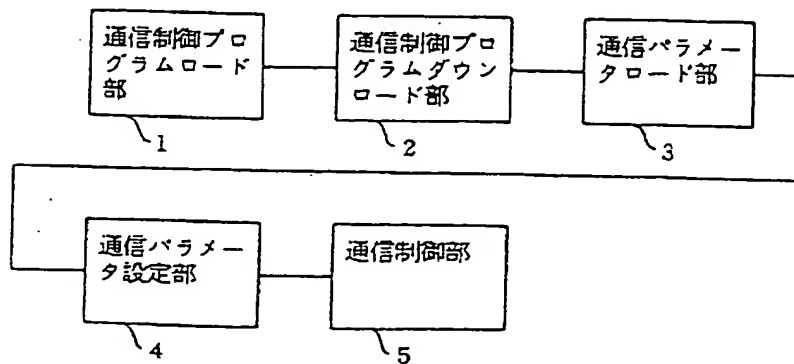 通信制御プロ
グラムロード
部
通信制御プロ
グラムダウン
ロード部
通信パラメー
タロード部
1
2
3
通信パラメー
タ設定部
通信制御部
4
5